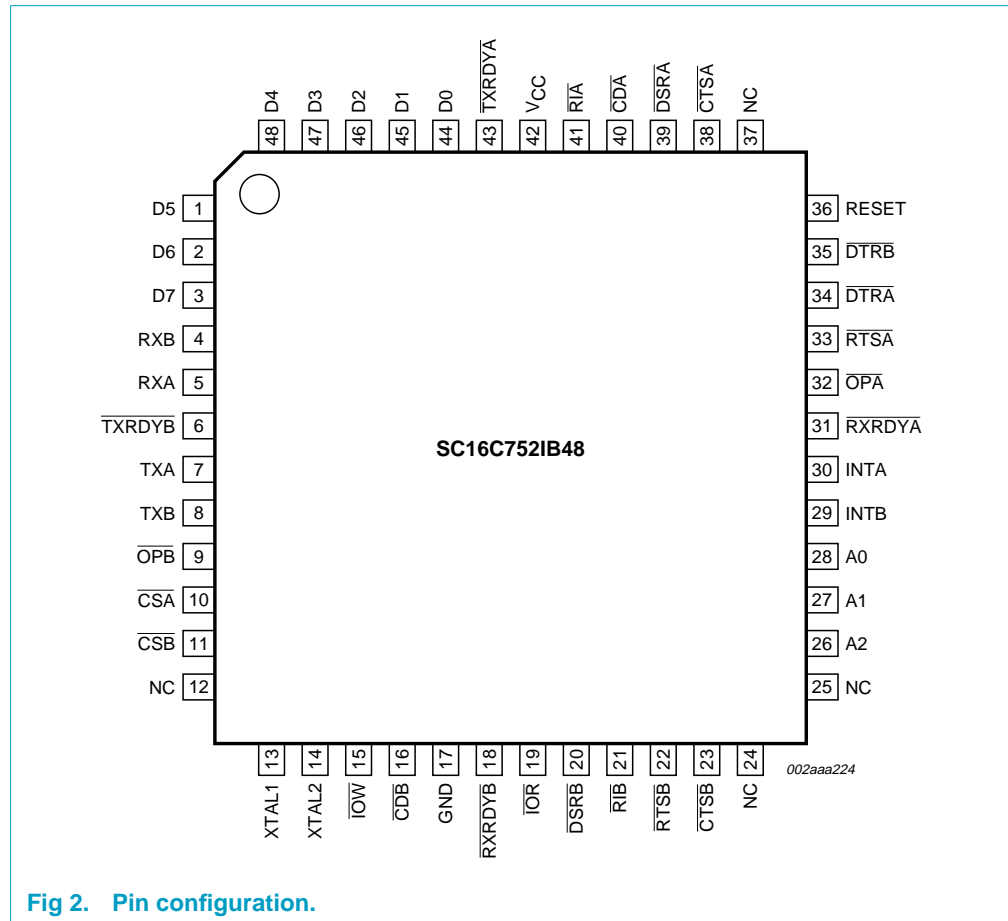 D4 D3 D2 D1 D0 TXRDYA VCC RIA CDA DSRA CTSA NC
48 47 46 45 44 43 42 41 40 39 38 37
D5 1
D6 2
D7 3
RXB 4
RXA 5
TXRDYB 6
TXA 7
TXB 8
OPB 9
CSA 10
CSB 11
NC 12
SC16C752IB48
36 RESET
35 DTRB
34 DTRA
33 RTSA
32 OPA
31 RXRDYA
30 INTA
29 INTB
28 A0
27 A1
26 A2
25 NC
13 14 15 16 17 18 19 20 21 22 23 24
XTAL1 XTAL2 IOW CDB GND RXRDYB IOR DSRB RIB RTSB CTSB NC
002aaa224
Fig 2. Pin configuration.